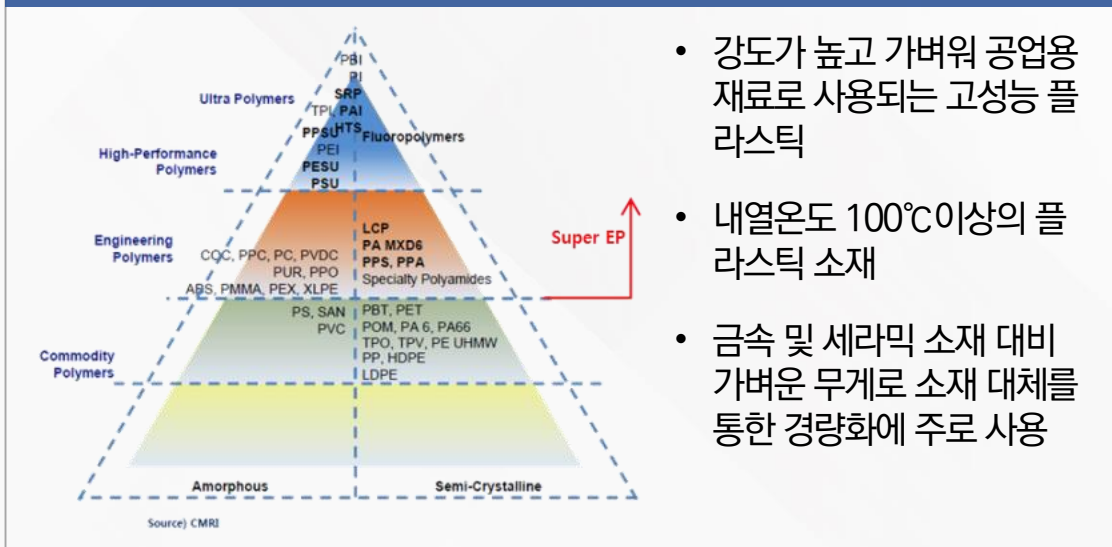 PBI
PI
Ultra Polymers
SRP
TPI, PAI
HTS
PPSU
Fluoropolymers
High-Performance
Polymers
PEI
PESU
PSU
Engineering
Polymers
COC, PPC, PC, PVDC
PUR, PPO
ABS, PMMA, PEX, XLPE
LCP
PA MXD6
PPS, PPA
Specialty Polyamides
Super EP
PS, SAN
PVC
PBT, PET
POM, PA 6, PA66
TPO, TPV, PE UHMW
PP, HDPE
LDPE
Commodity
Polymers
Amorphous
Semi-Crystalline
Source) CMRI
• 강도가 높고 가벼워 공업용
재료로 사용되는 고성능 플
라스틱
• 내열온도 100℃이상의 플
라스틱 소재
• 금속 및 세라믹 소재 대비
가벼운 무게로 소재 대체를
통한 경량화에 주로 사용